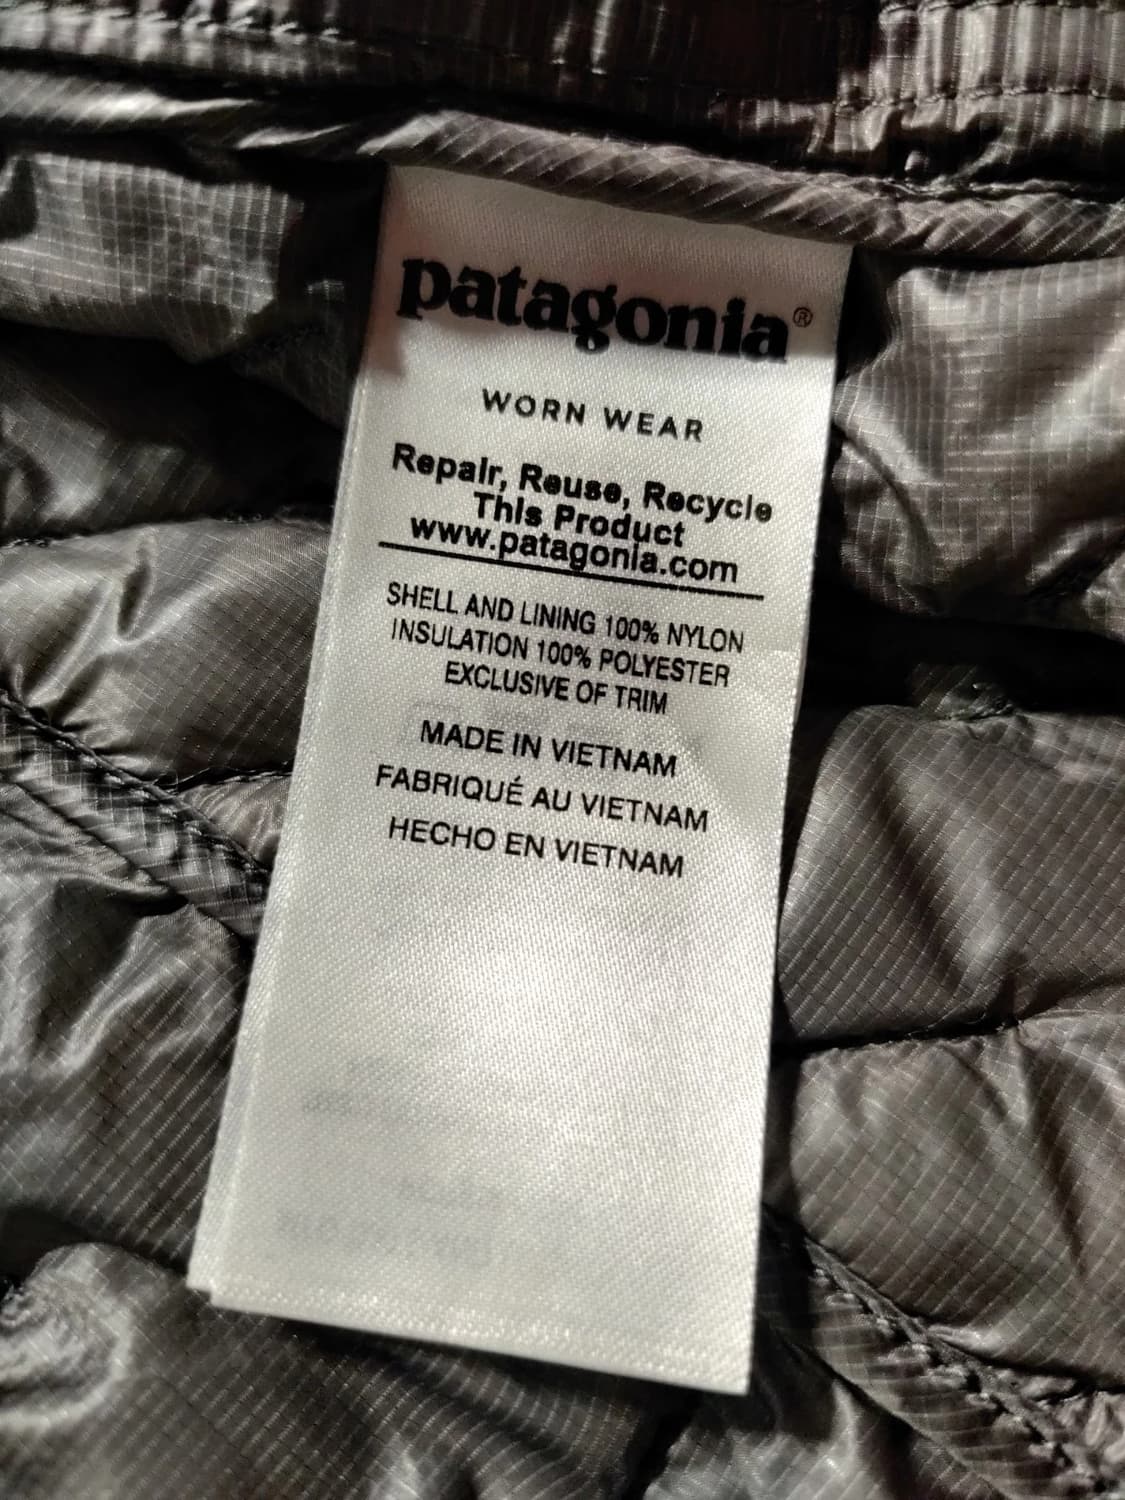 patagonia®
WORN WEAR
Repair, Reuse, Recycle
This Product
www.patagonia.com
SHELL AND LINING 100% NYLON
INSULATION 100% POLYESTER
EXCLUSIVE OF TRIM
MADE IN VIETNAM
FABRIQUÉ AU VIETNAM
HECHO EN VIETNAM